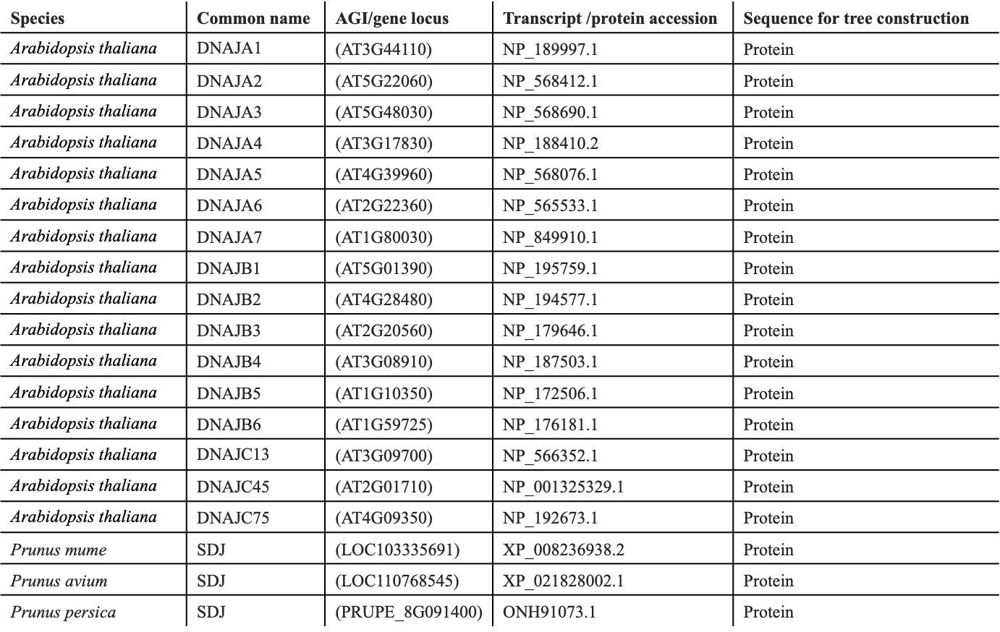 Species Common name AGI/gene locus Transcript /protein accession Sequence for tree construction
Arabidopsis thaliana DNAJA1 (AT3G44110) NP_189997.1 Protein
Arabidopsis thaliana DNAJA2 (AT5G22060) NP_568412.1 Protein
Arabidopsis thaliana DNAJA3 (AT5G48030) NP_568690.1 Protein
Arabidopsis thaliana DNAJA4 (AT3G17830) NP_188410.2 Protein
Arabidopsis thaliana DNAJA5 (AT4G39960) NP_568076.1 Protein
Arabidopsis thaliana DNAJA6 (AT2G22360) NP_565533.1 Protein
Arabidopsis thaliana DNAJA7 (AT1G80030) NP_849910.1 Protein
Arabidopsis thaliana DNAJB1 (AT5G01390) NP_195759.1 Protein
Arabidopsis thaliana DNAJB2 (AT4G28480) NP_194577.1 Protein
Arabidopsis thaliana DNAJB3 (AT2G20560) NP_179646.1 Protein
Arabidopsis thaliana DNAJB4 (AT3G08910) NP_187503.1 Protein
Arabidopsis thaliana DNAJB5 (AT1G10350) NP_172506.1 Protein
Arabidopsis thaliana DNAJB6 (AT1G59725) NP_176181.1 Protein
Arabidopsis thaliana DNAJC13 (AT3G09700) NP_566352.1 Protein
Arabidopsis thaliana DNAJC45 (AT2G01710) NP_001325329.1 Protein
Arabidopsis thaliana DNAJC75 (AT4G09350) NP_192673.1 Protein
Prunus mume SDJ (LOC103335691) XP_008236938.2 Protein
Prunus avium SDJ (LOC110768545) XP_021828002.1 Protein
Prunus persica SDJ (PRUPE_8G091400) ONH91073.1 Protein